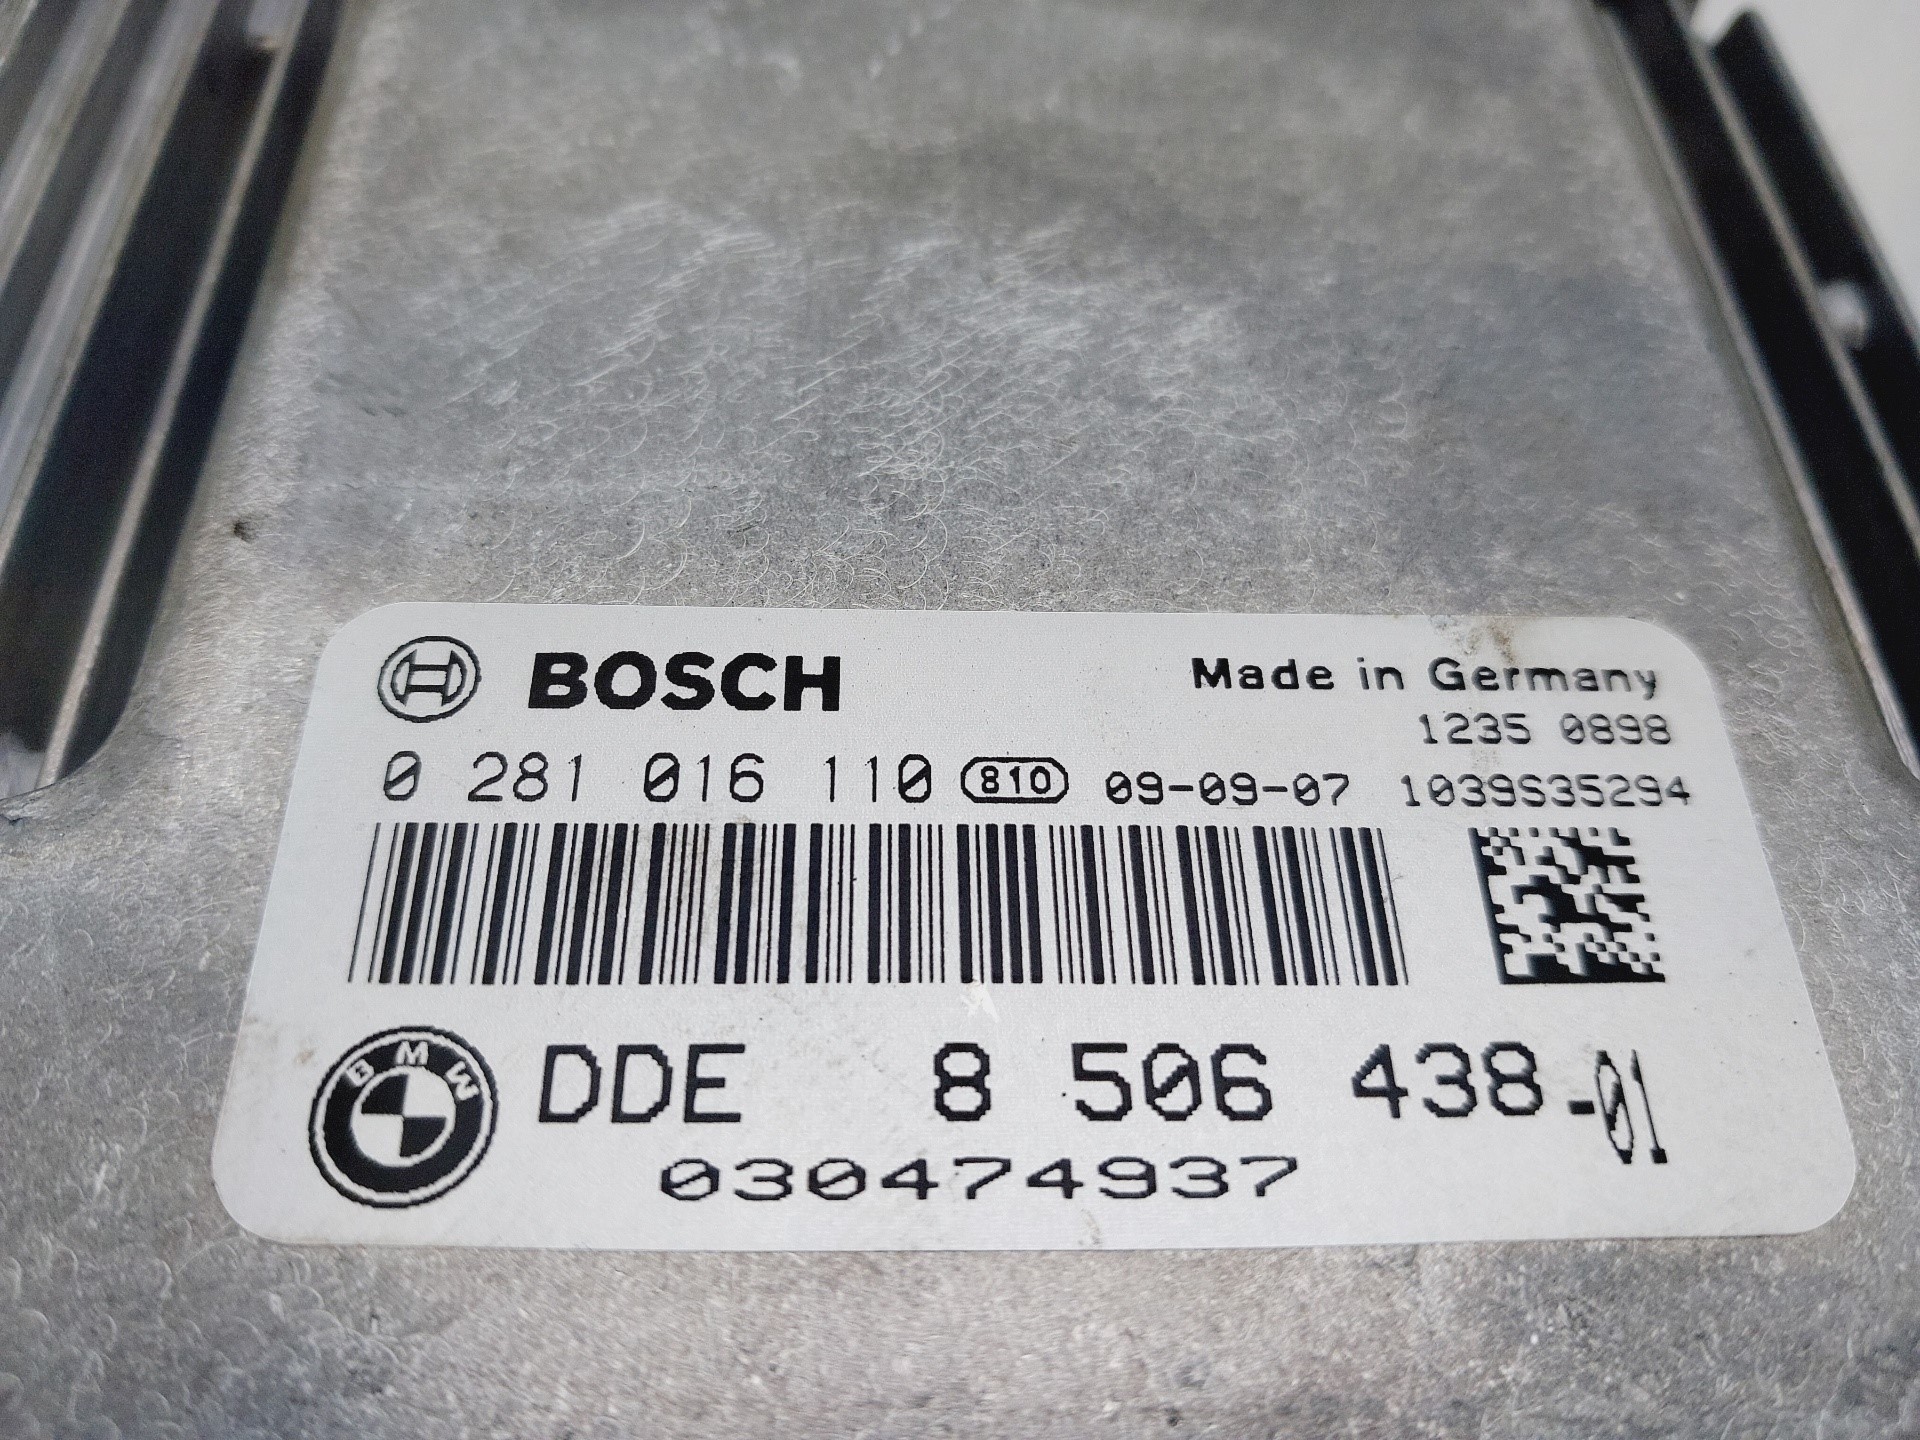 BOSCH Made in Germany
1235 0898
0 281 016 110 810 09-09-07 1039S35294
BMW DDE 8 506 438 -01
030474937